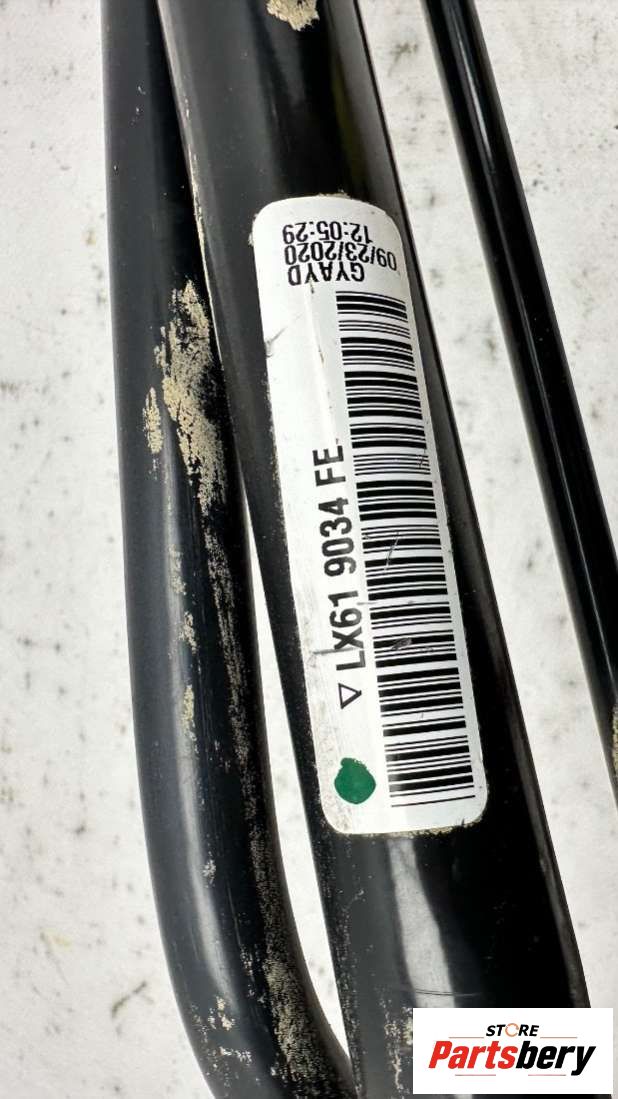 GYAYD
09/23/2020
12:05:29
LX61 9034 FE
STORE
Partsbery